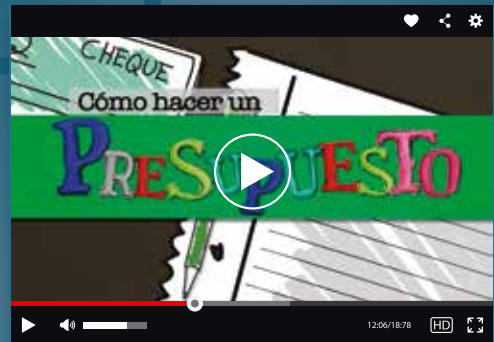 CHEQUE
Cómo hacer un
PRESUPUESTO
12:06/18:78
HD